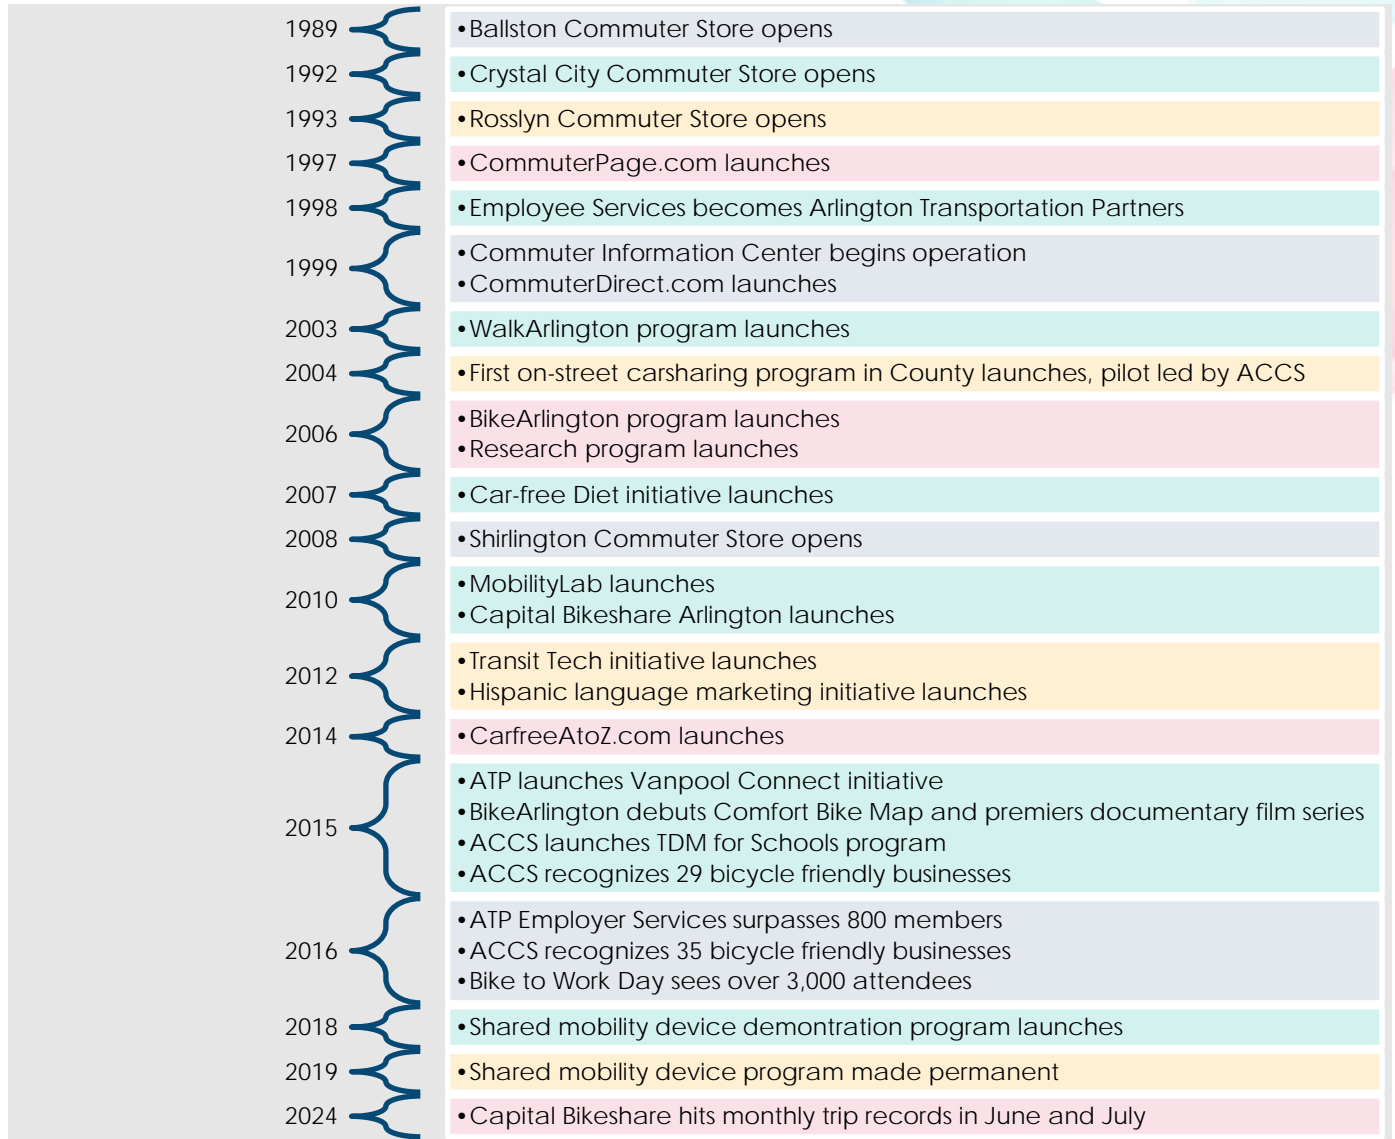 1989
•Ballston Commuter Store opens
1992
•Crystal City Commuter Store opens
1993
•Rosslyn Commuter Store opens
1997
•CommuterPage.com launches
1998
•Employee Services becomes Arlington Transportation Partners
1999
•Commuter Information Center begins operation
•CommuterDirect.com launches
2003
•WalkArlington program launches
2004
•First on-street carsharing program in County launches, pilot led by ACCS
2006
•BikeArlington program launches
•Research program launches
2007
•Car-free Diet initiative launches
2008
•Shirlington Commuter Store opens
2010
•MobilityLab launches
•Capital Bikeshare Arlington launches
2012
•Transit Tech initiative launches
•Hispanic language marketing initiative launches
2014
•CarfreeAtoZ.com launches
2015
•ATP launches Vanpool Connect initiative
•BikeArlington debuts Comfort Bike Map and premiers documentary film series
•ACCS launches TDM for Schools program
•ACCS recognizes 29 bicycle friendly businesses
2016
•ATP Employer Services surpasses 800 members
•ACCS recognizes 35 bicycle friendly businesses
•Bike to Work Day sees over 3,000 attendees
2018
•Shared mobility device demontration program launches
2019
•Shared mobility device program made permanent
2024
•Capital Bikeshare hits monthly trip records in June and July